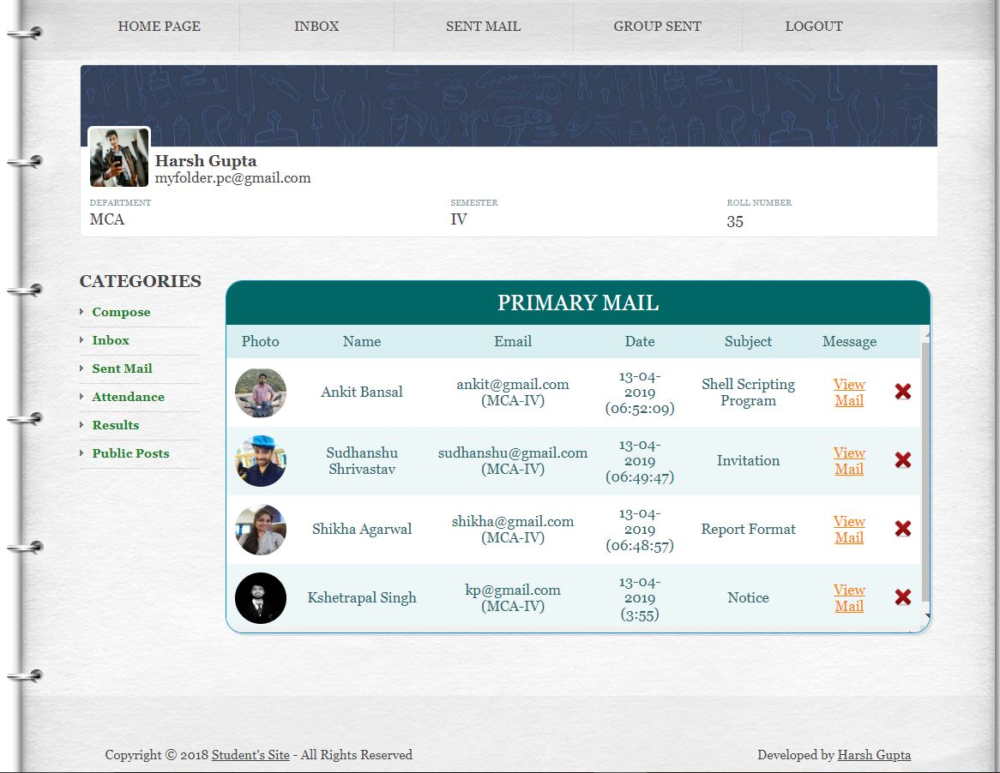 HOME PAGE INBOX SENT MAIL GROUP SENT LOGOUT
Harsh Gupta
myfolder.pc@gmail.com
DEPARTMENT SEMESTER ROLL NUMBER
MCA IV 35
CATEGORIES
Compose
Inbox
Sent Mail
Attendance
Results
Public Posts
PRIMARY MAIL
Photo Name Email Date Subject Message
Ankit Bansal
ankit@gmail.com
(MCA-IV)
13-04-
2019
(06:52:09)
Shell Scripting
Program
View
Mail
Sudhanshu
Shrivastav
sudhanshu@gmail.com
(MCA-IV)
13-04-
2019
(06:49:47)
Invitation
View
Mail
Shikha Agarwal
shikha@gmail.com
(MCA-IV)
13-04-
2019
(06:48:57)
Report Format
View
Mail
Kshetrapal Singh
kp@gmail.com
(MCA-IV)
13-04-
2019
(3:55)
Notice
View
Mail
Copyright © 2018 Student's Site - All Rights Reserved
Developed by Harsh Gupta